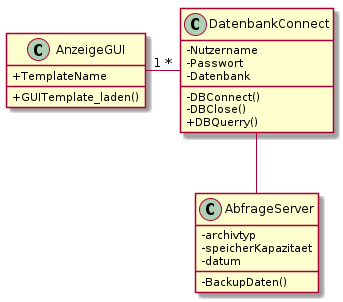 C AnzeigeGUI
+TemplateName
+GUITemplate_laden()
1 *
C DatenbankConnect
-Nutzername
-Passwort
-Datenbank
-DBConnect()
-DBClose()
+DBQuerry()
C AbfrageServer
-archivtyp
-speicherKapazitaet
-datum
-BackupDaten()